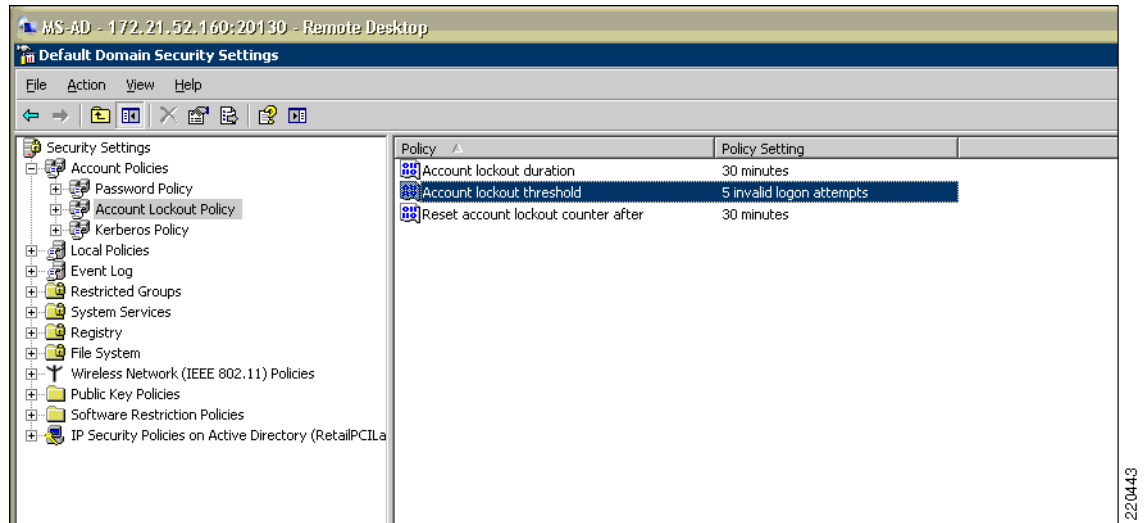 MS-AD - 172.21.52.160:20130 - Remote Desktop
Default Domain Security Settings
File Action View Help
Security Settings
Account Policies
Password Policy
Account Lockout Policy
Kerberos Policy
Local Policies
Event Log
Restricted Groups
System Services
Registry
File System
Wireless Network (IEEE 802.11) Policies
Public Key Policies
Software Restriction Policies
IP Security Policies on Active Directory (RetailPCILa
Policy Policy Setting
Account lockout duration 30 minutes
Account lockout threshold 5 invalid logon attempts
Reset account lockout counter after 30 minutes
220443